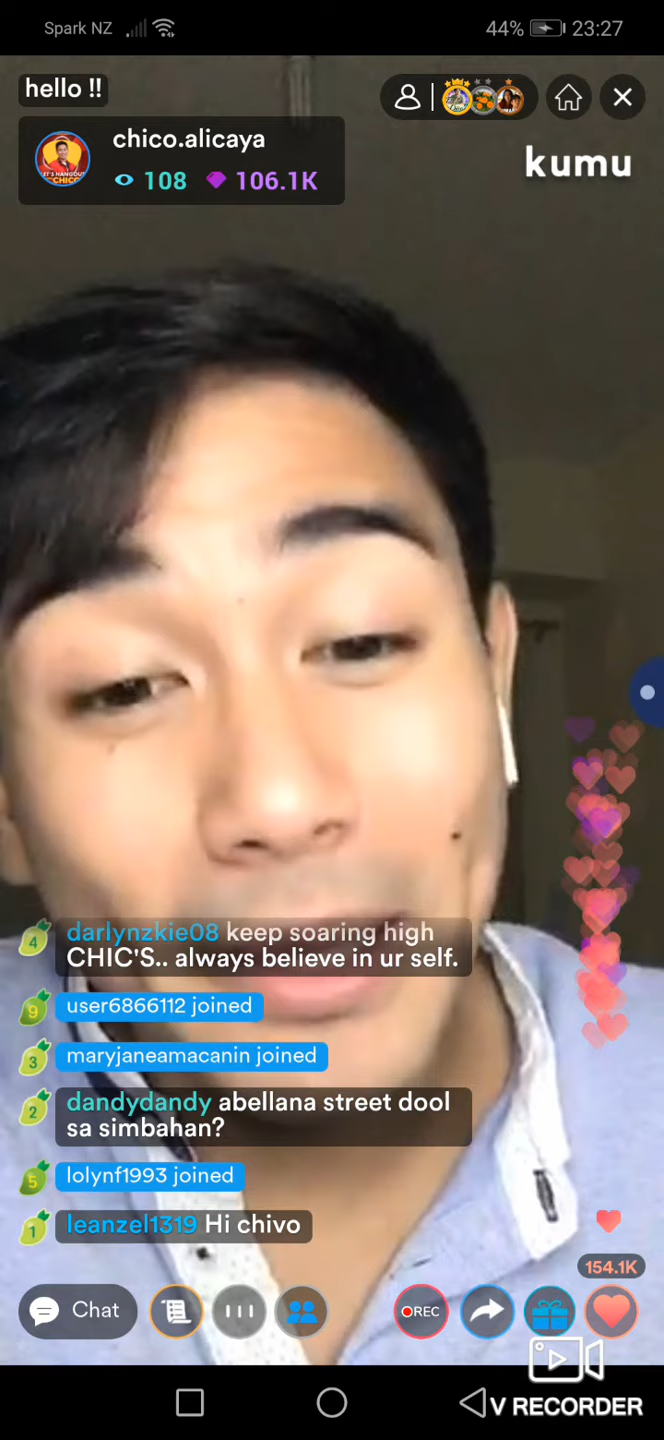 Spark NZ
44% 23:27
hello !!
chico.alicaya
108 106.1K
kumu
darlynzkie08 keep soaring high
CHIC'S.. always believe in ur self.
user6866112 joined
maryjaneamacanin joined
dandydandy abellana street dool
sa simbahan?
lolynf1993 joined
leanzel1319 Hi chivo
4
9
3
2
5
1
154.1K
Chat
REC
V RECORDER